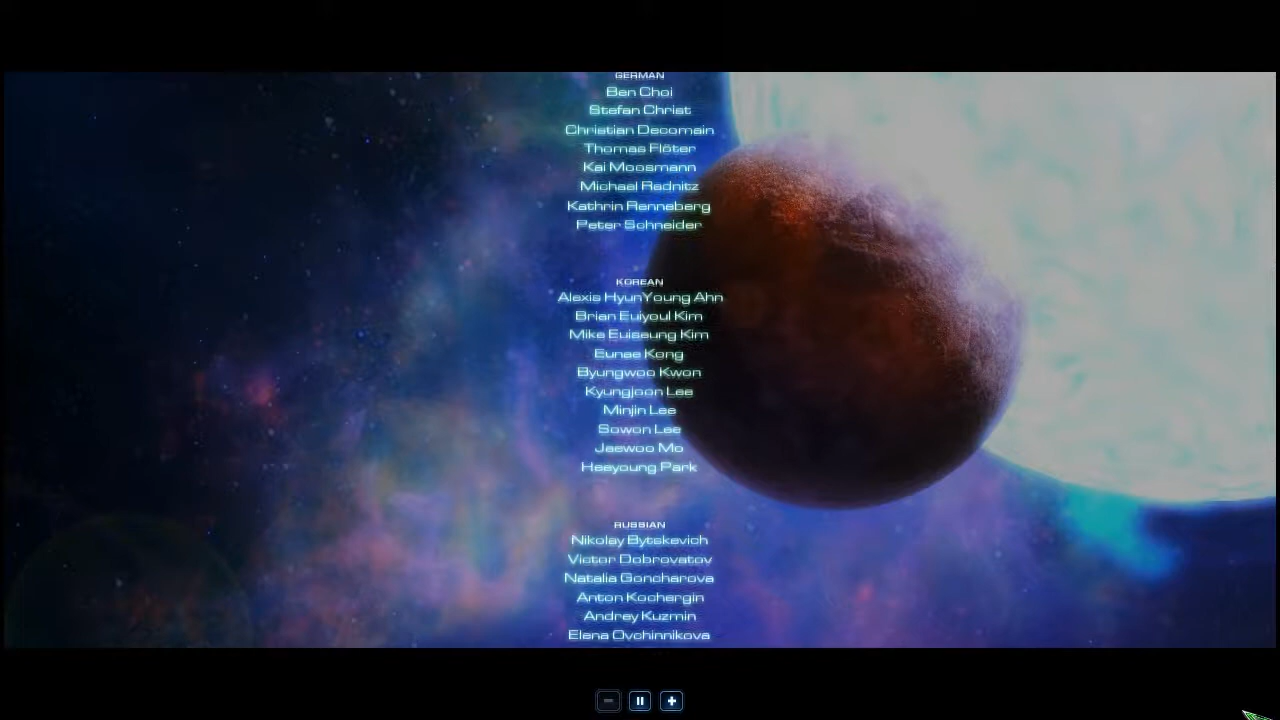 GERMAN
Ben Choi
Stefan Christ
Christian Decomain
Thomas Flöter
Kai Moosmann
Michael Radnitz
Kathrin Renneberg
Peter Schneider
KOREAN
Alexis HyunYoung Ahn
Brian Euiyoul Kim
Mike Euiseung Kim
Eunae Kong
Byungwoo Kwon
Kyungjoon Lee
Minjin Lee
Sowon Lee
Jaewoo Mo
Heeyoung Park
RUSSIAN
Nikolay Bytskevich
Victor Dobrovatov
Natalia Goncharova
Anton Kochergin
Andrey Kuzmin
Elena Ovchinnikova